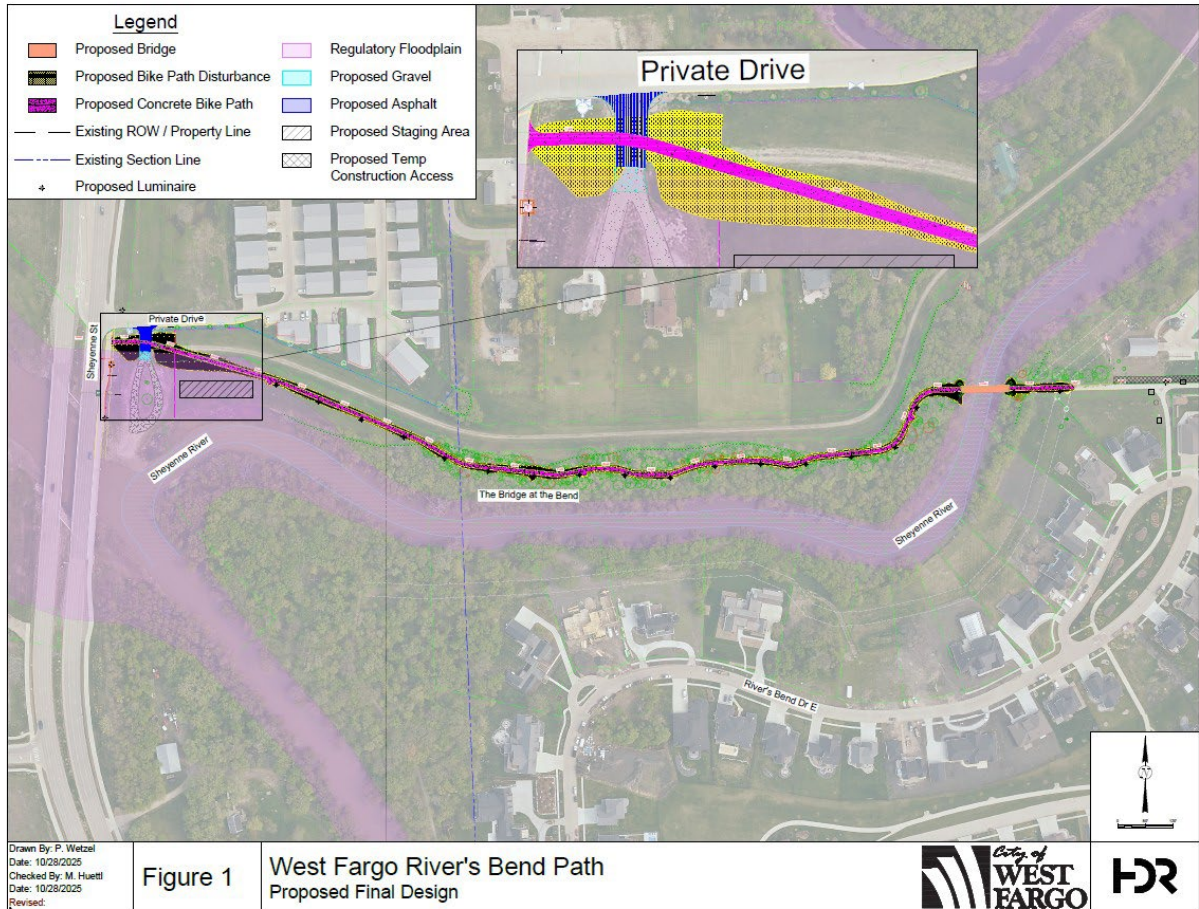 Legend
Proposed Bridge
Proposed Bike Path Disturbance
Proposed Concrete Bike Path
Existing ROW / Property Line
Existing Section Line
Proposed Luminaire
Regulatory Floodplain
Proposed Gravel
Proposed Asphalt
Proposed Staging Area
Proposed Temp
Construction Access
Private Drive
Private Drive
Sheyenne St
Sheyenne River
The Bridge at the Bend
Sheyenne River
River's Bend Dr E
N
Drawn By: P. Wetzel
Date: 10/28/2025
Checked By: M. Huettl
Date: 10/28/2025
Revised:
Figure 1
West Fargo River's Bend Path
Proposed Final Design
City of
WEST
FARGO
HDR